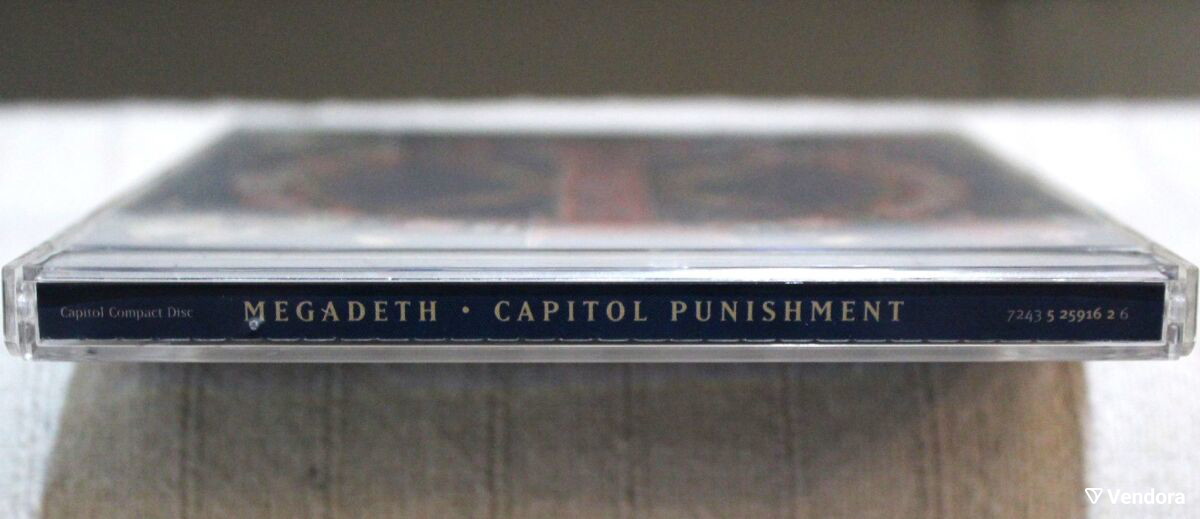 Capitol Compact Disc MEGADETH • CAPITOL PUNISHMENT 7243 5 25916 2 6
Vendora